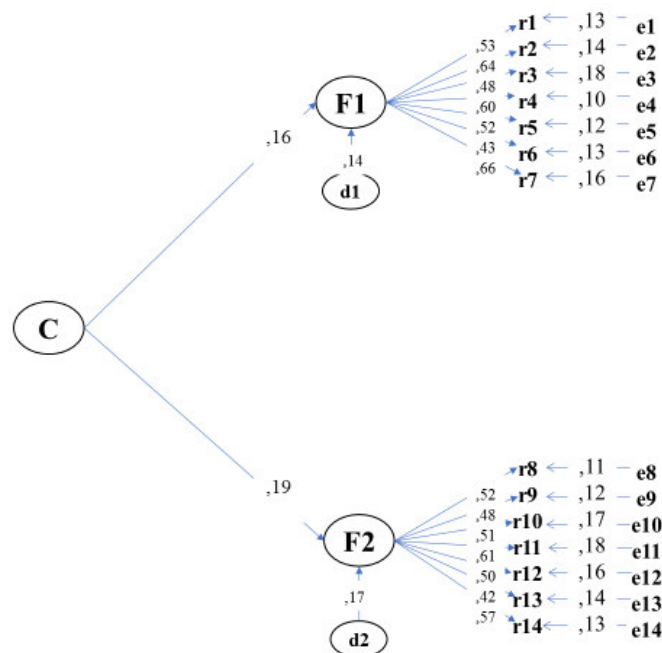 r1 ,13 e1
,53 r2 ,14 e2
,64 r3 ,18 e3
,48 r4 ,10 e4
F1 ,60 r5 ,12 e5
,52 r6 ,13 e6
,43 r7 ,16 e7
,66
,16
,14
d1
C
,19
r8 ,11 e8
,52 r9 ,12 e9
,48 r10 ,17 e10
,51 r11 ,18 e11
F2 ,61 r12 ,16 e12
,50 r13 ,14 e13
,42 r14 ,13 e14
,57
,17
d2